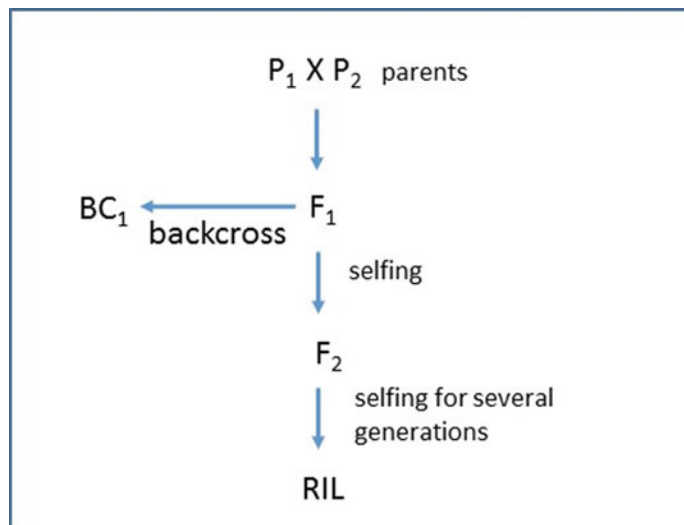 P₁ X P₂ parents
BC₁
F₁
backcross
selfing
F₂
selfing for several
generations
RIL